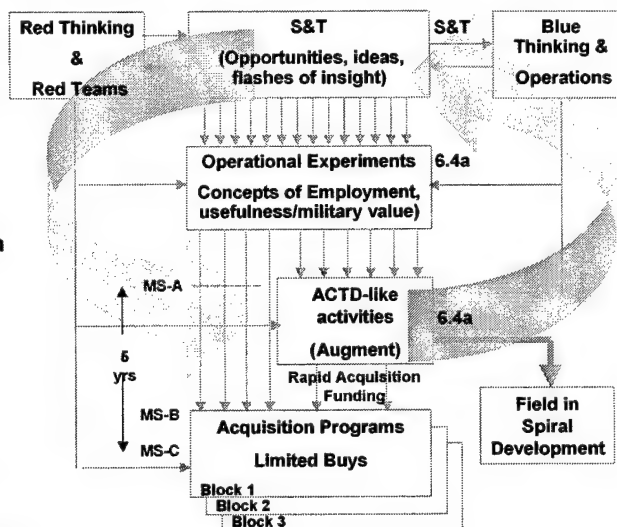 Red Thinking
&
Red Teams
S&T
(Opportunities, ideas,
flashes of insight)
S&T
Blue
Thinking &
Operations
Operational Experiments
6.4a
Concepts of Employment,
usefulness/military value)
MS-A
ACTD-like
activities
(Augment)
6.4a
5
yrs
Rapid Acquisition
Funding
MS-B
MS-C
Acquisition Programs
Limited Buys
Field in
Spiral
Development
Block 1
Block 2
Block 3